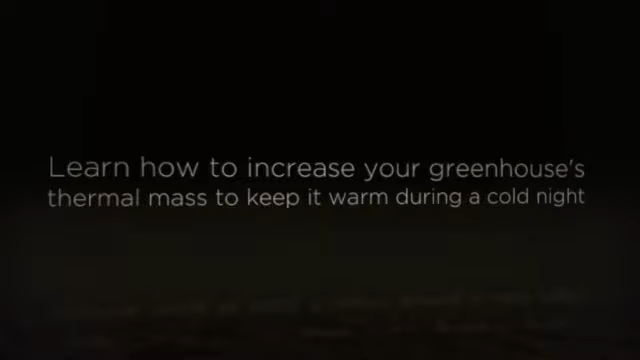 Learn how to increase your greenhouse's
thermal mass to keep it warm during a cold night